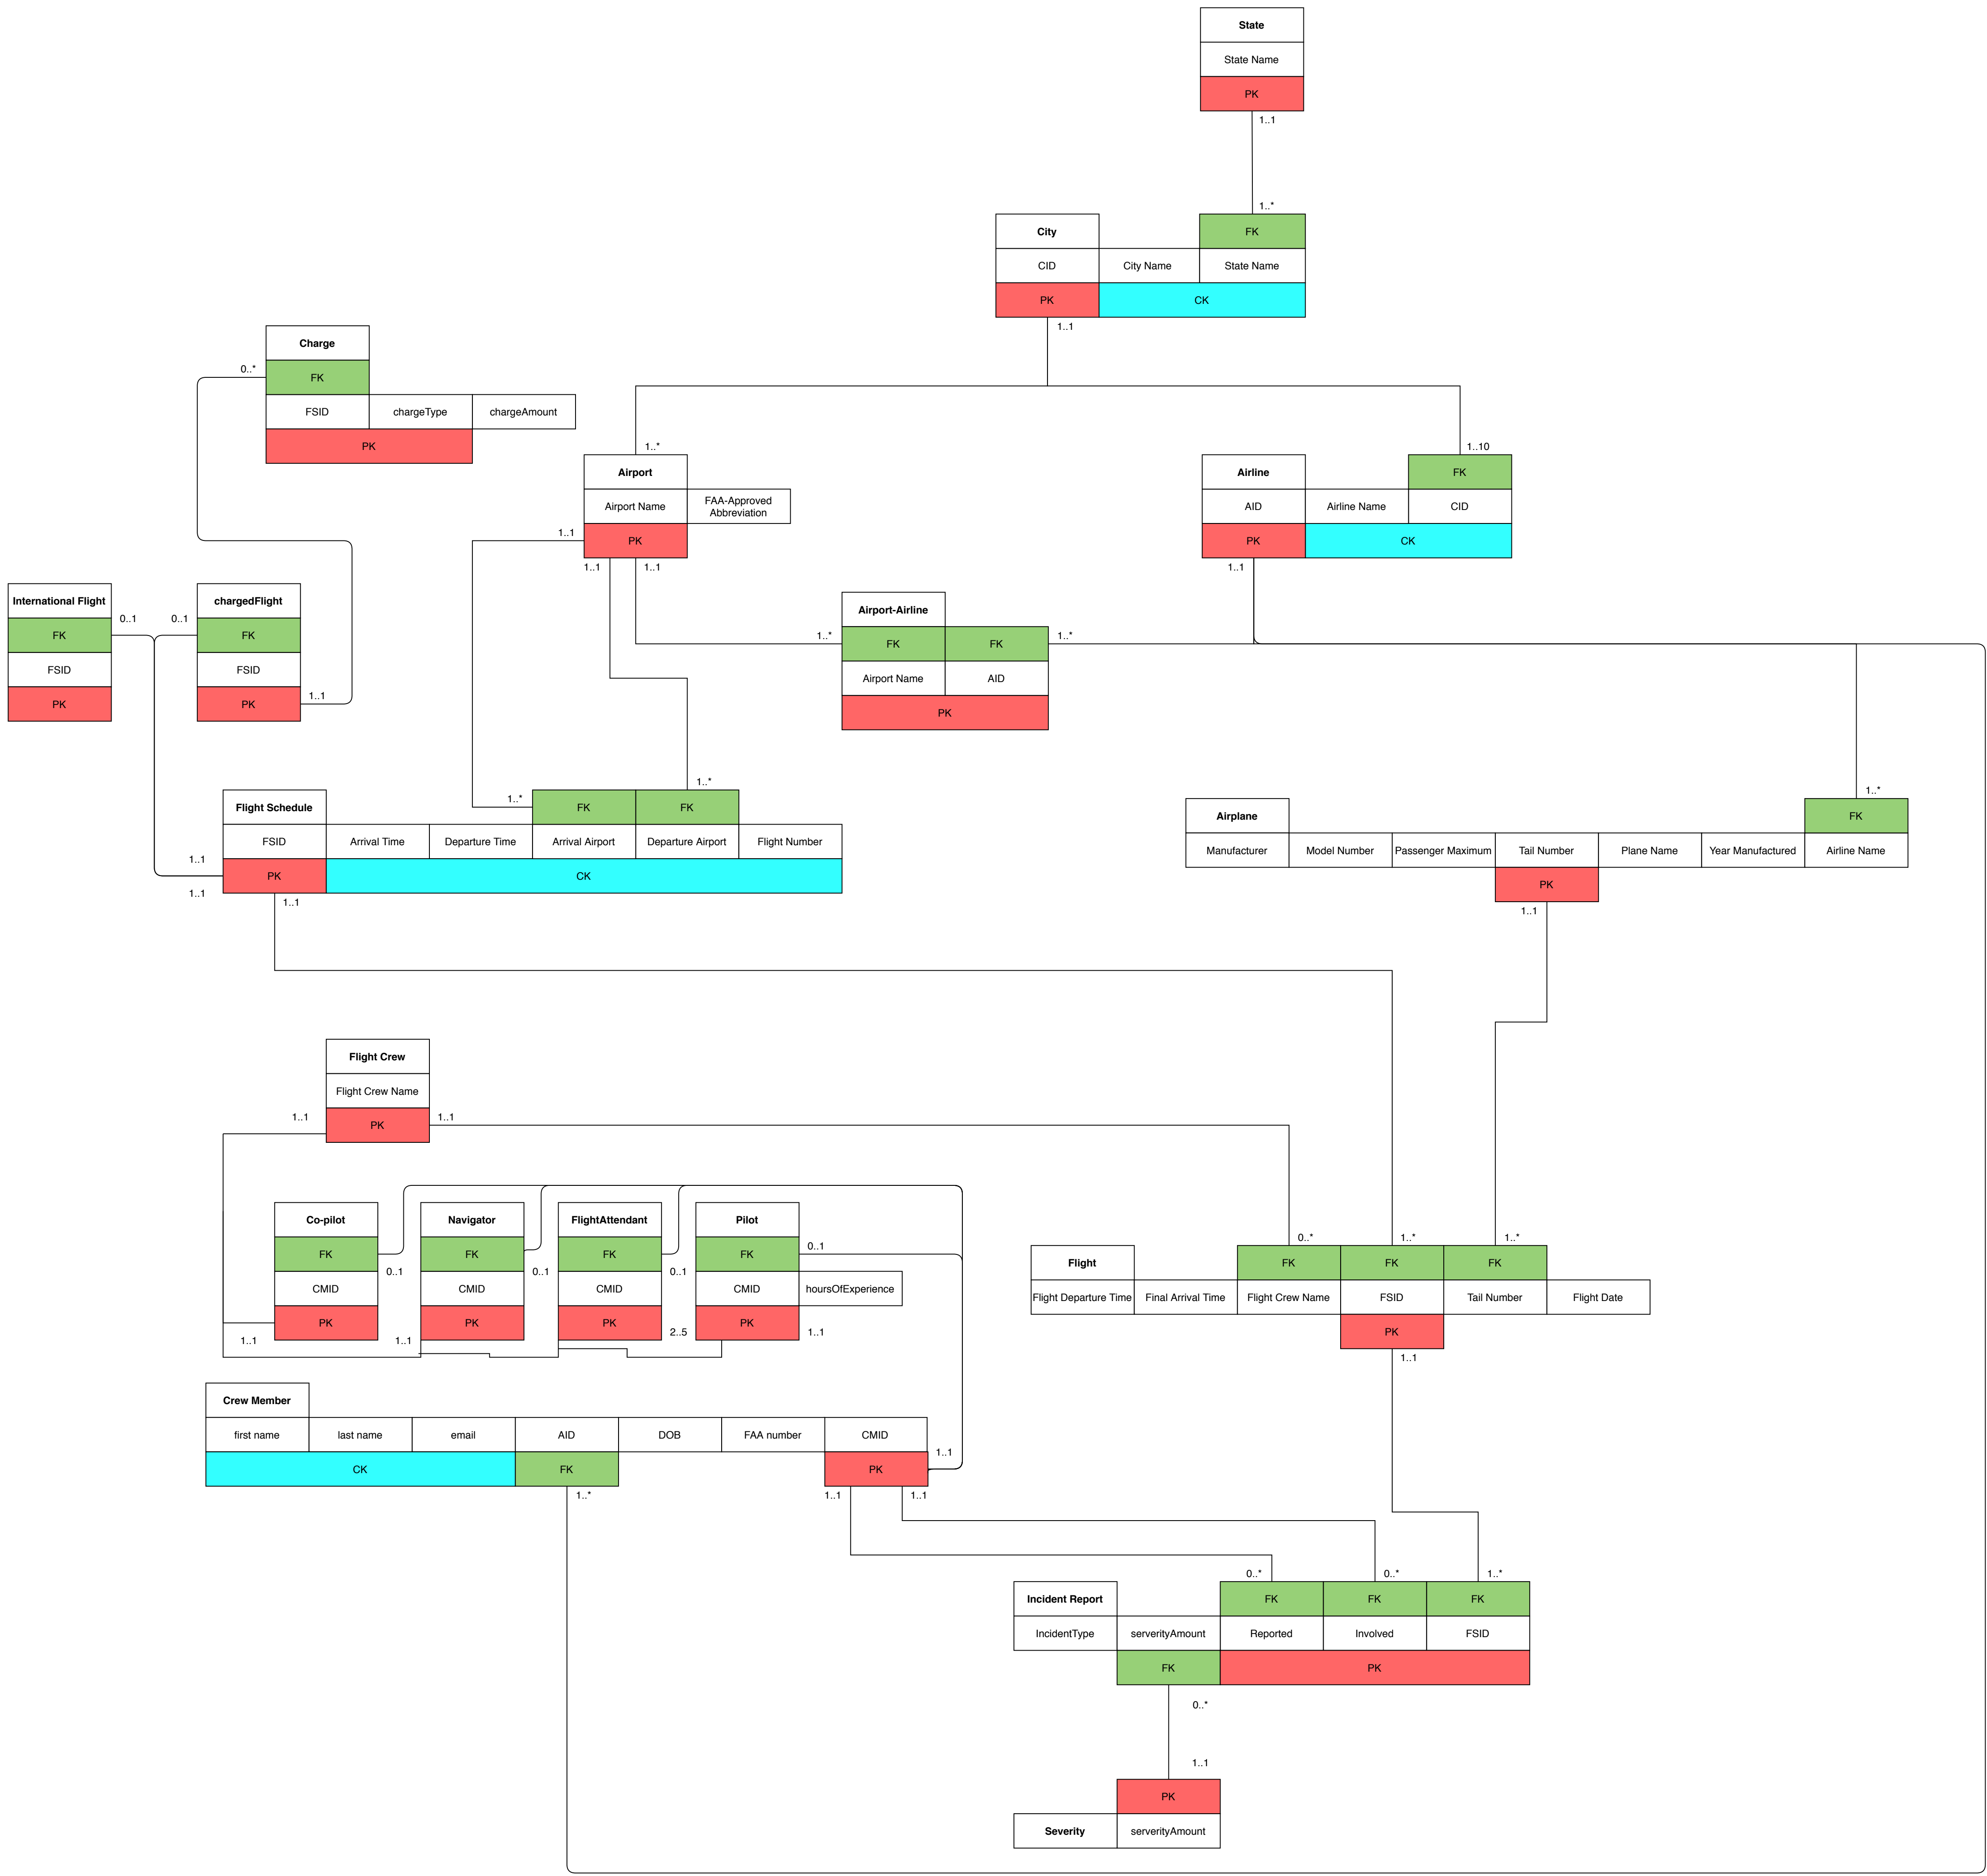 State
State Name
PK
1..1
1..*
City
FK
CID
City Name
State Name
PK
CK
1..1
Charge
FK
0..*
FSID
chargeType
chargeAmount
PK
1..*
1..10
Airport
Airport Name
FAA-Approved
Abbreviation
PK
1..1
1..1
1..1
Airline
FK
AID
Airline Name
CID
PK
CK
1..1
International Flight
FK
FSID
PK
0..1
0..1
chargedFlight
FK
FSID
PK
1..1
Airport-Airline
1..*
FK
FK
1..*
Airport Name
AID
PK
1..*
1..*
Flight Schedule
FK
FK
FSID
Arrival Time
Departure Time
Arrival Airport
Departure Airport
Flight Number
PK
CK
1..1
1..1
1..1
1..*
Airplane
FK
Manufacturer
Model Number
Passenger Maximum
Tail Number
Plane Name
Year Manufactured
Airline Name
PK
1..1
Flight Crew
Flight Crew Name
PK
1..1
1..1
Co-pilot
FK
CMID
PK
0..1
1..1
Navigator
FK
CMID
PK
0..1
1..1
FlightAttendant
FK
CMID
PK
0..1
2..5
Pilot
FK
CMID
hoursOfExperience
PK
0..1
1..1
0..*
1..*
1..*
Flight
FK
FK
FK
Flight Departure Time
Final Arrival Time
Flight Crew Name
FSID
Tail Number
Flight Date
PK
1..1
Crew Member
first name
last name
email
AID
DOB
FAA number
CMID
CK
FK
PK
1..1
1..*
1..1
1..1
0..*
0..*
1..*
Incident Report
FK
FK
FK
IncidentType
serverityAmount
Reported
Involved
FSID
FK
PK
0..*
1..1
PK
Severity
serverityAmount